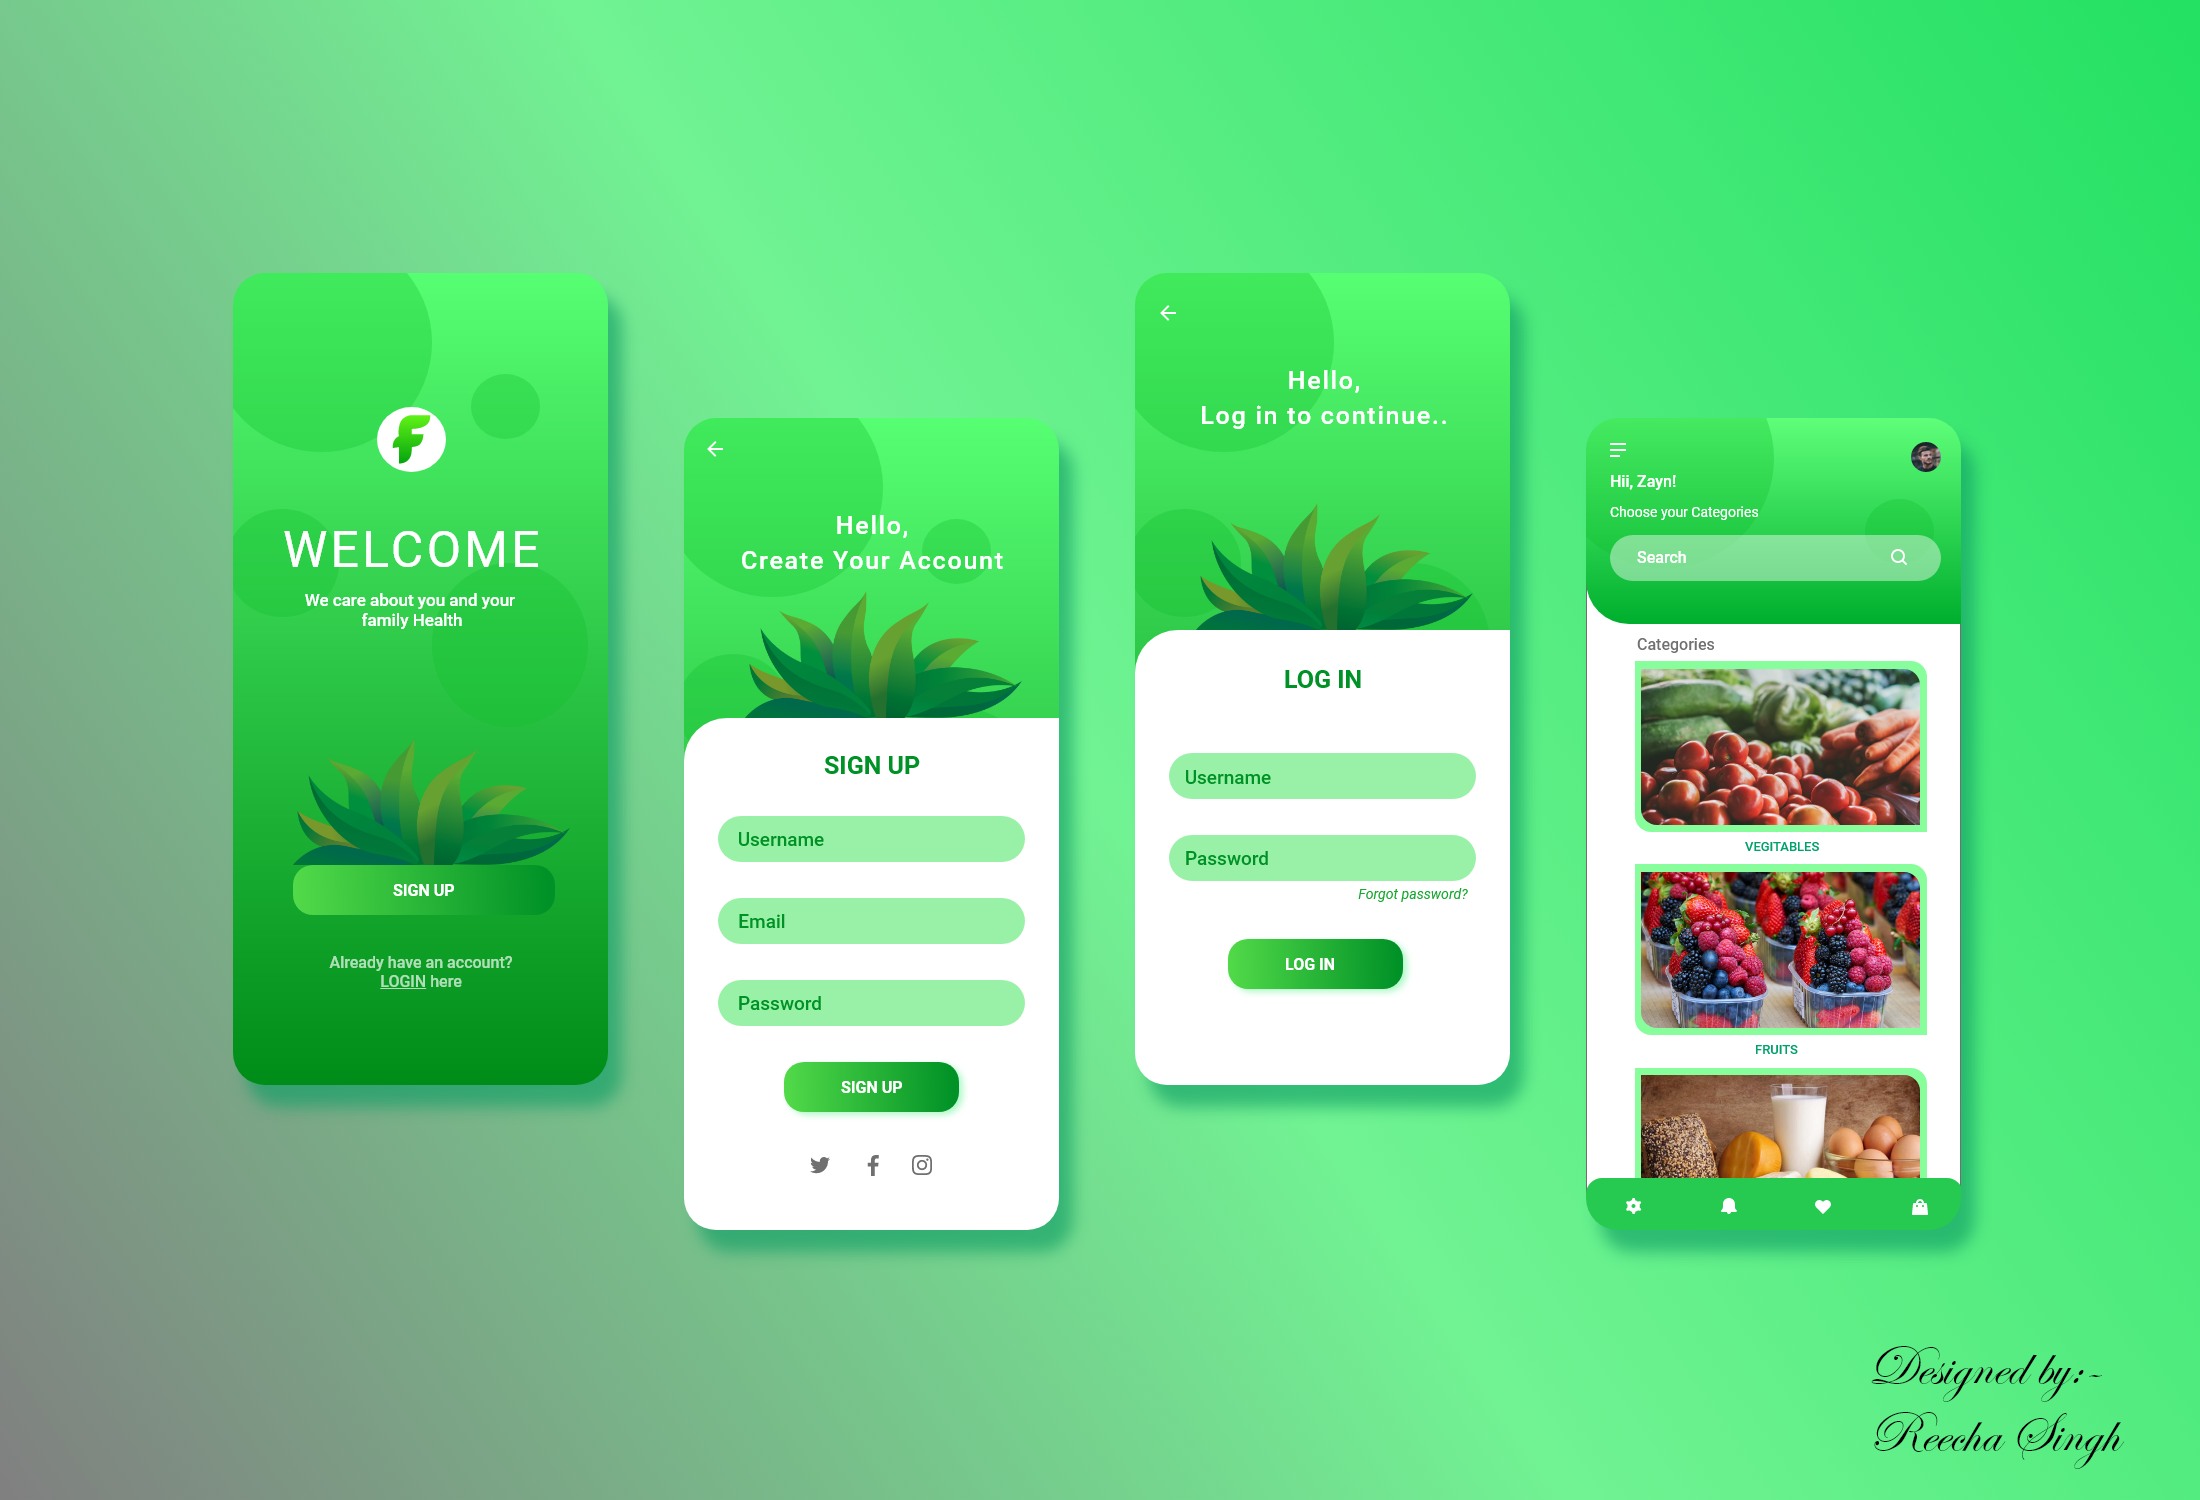 F
WELCOME
We care about you and your
family Health
SIGN UP
Already have an account?
LOGIN here
Hello,
Create Your Account
SIGN UP
Username
Email
Password
SIGN UP
Hello,
Log in to continue..
LOG IN
Username
Password
Forgot password?
LOG IN
Hii, Zayn!
Choose your Categories
Search
Categories
VEGITABLES
FRUITS
Designed by:-
Reecha Singh